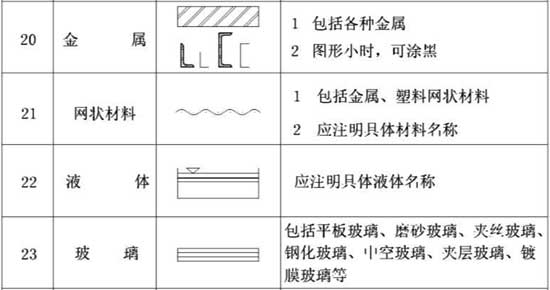 20 金 属
1 包括各种金属
2 图形小时，可涂黑
21 网状材料
1 包括金属、塑料网状材料
2 应注明具体材料名称
22 液 体
应注明具体液体名称
23 玻 璃
包括平板玻璃、磨砂玻璃、夹丝玻璃、
钢化玻璃、中空玻璃、夹层玻璃、镀
膜玻璃等